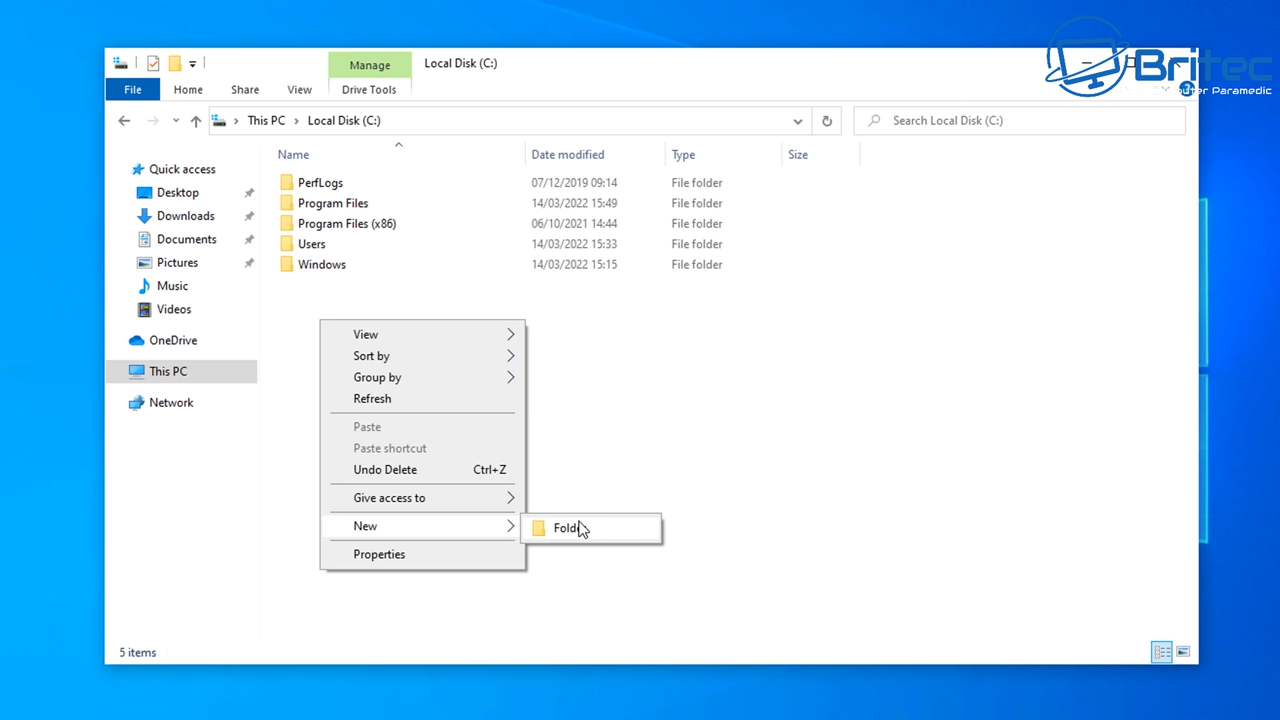 Britec
Computer Paramedic
Manage
Local Disk (C:)
File
Home
Share
View
Drive Tools
This PC
Local Disk (C:)
Search Local Disk (C:)
Name
Date modified
Type
Size
Quick access
Desktop
Downloads
Documents
Pictures
Music
Videos
OneDrive
This PC
Network
PerfLogs 07/12/2019 09:14 File folder
Program Files 14/03/2022 15:49 File folder
Program Files (x86) 06/10/2021 14:44 File folder
Users 14/03/2022 15:33 File folder
Windows 14/03/2022 15:15 File folder
View
Sort by
Group by
Refresh
Paste
Paste shortcut
Undo Delete Ctrl+Z
Give access to
New
Folder
Properties
5 items